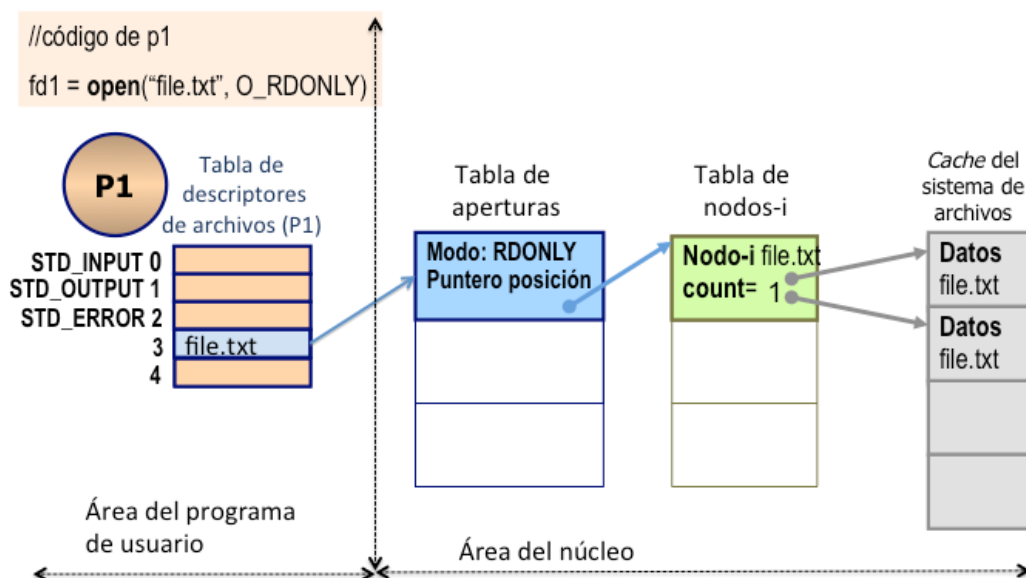 //código de p1
fd1 = open(“file.txt”, O_RDONLY)
P1
Tabla de
descriptores
de archivos (P1)
STD_INPUT 0
STD_OUTPUT 1
STD_ERROR 2
3 file.txt
4
Tabla de
aperturas
Modo: RDONLY
Puntero posición
Tabla de
nodos-i
Nodo-i file.txt
count= 1
Cache del
sistema de
archivos
Datos
file.txt
Datos
file.txt
Área del programa
de usuario
Área del núcleo